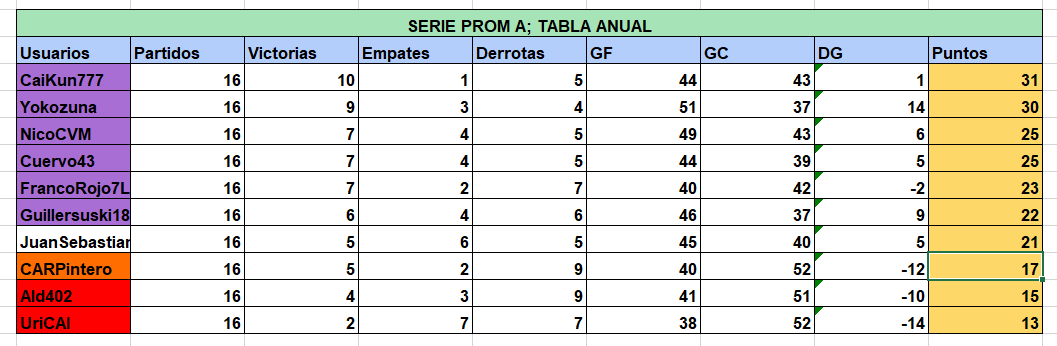 SERIE PROM A; TABLA ANUAL
Usuarios Partidos Victorias Empates Derrotas GF GC DG Puntos
CaiKun777 16 10 1 5 44 43 1 31
Yokozuna 16 9 3 4 51 37 14 30
NicoCVM 16 7 4 5 49 43 6 25
Cuervo43 16 7 4 5 44 39 5 25
FrancoRojo7L 16 7 2 7 40 42 -2 23
Guillersuski18 16 6 4 6 46 37 9 22
JuanSebastian 16 5 6 5 45 40 5 21
CARPintero 16 5 2 9 40 52 -12 17
Ald402 16 4 3 9 41 51 -10 15
UriCAI 16 2 7 7 38 52 -14 13